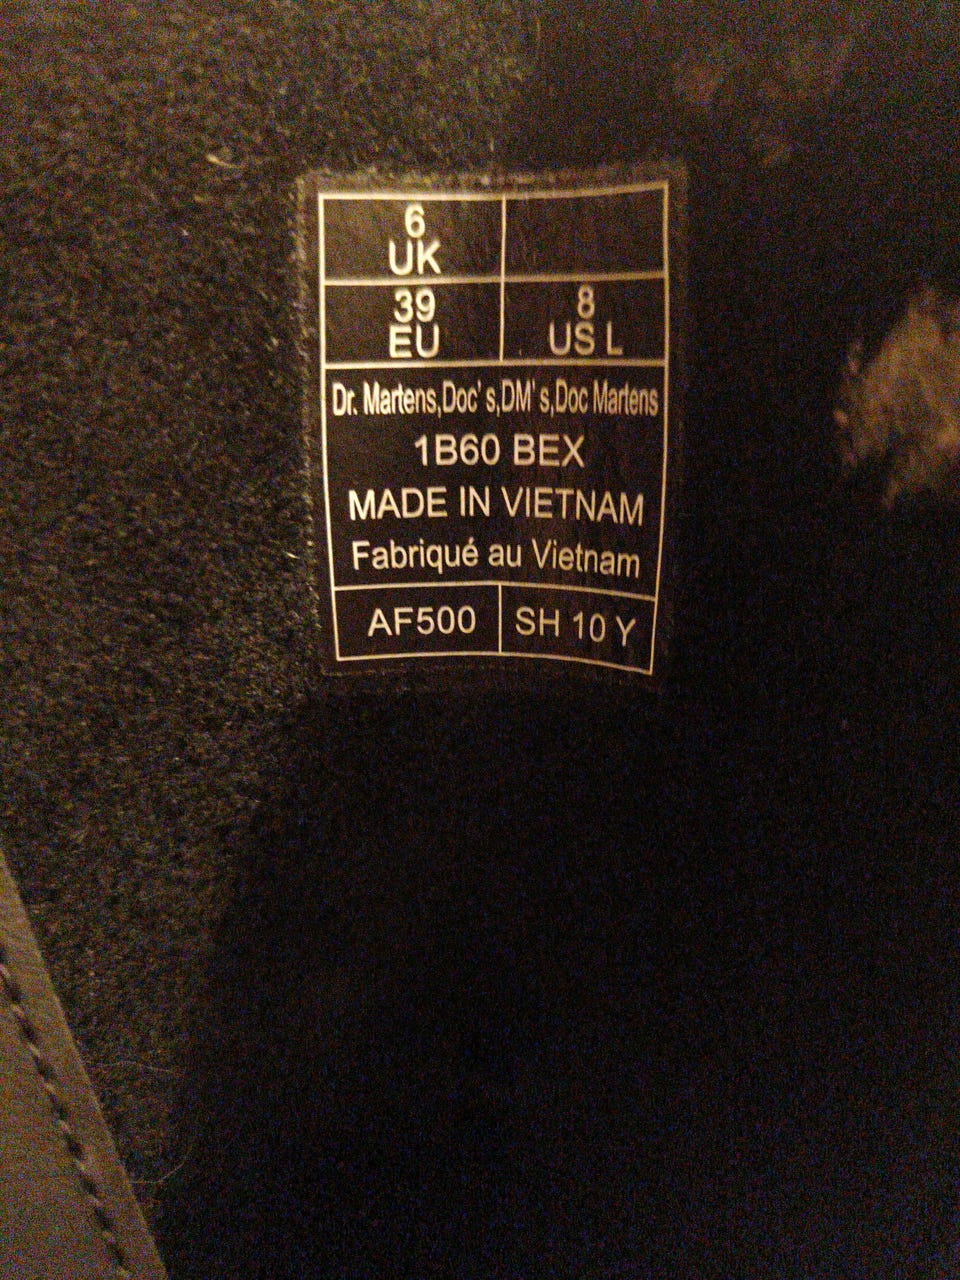 6
UK
39
EU
8
US L
Dr. Martens,Doc's,DM's,Doc Martens
1B60 BEX
MADE IN VIETNAM
Fabriqué au Vietnam
AF500
SH 10 Y